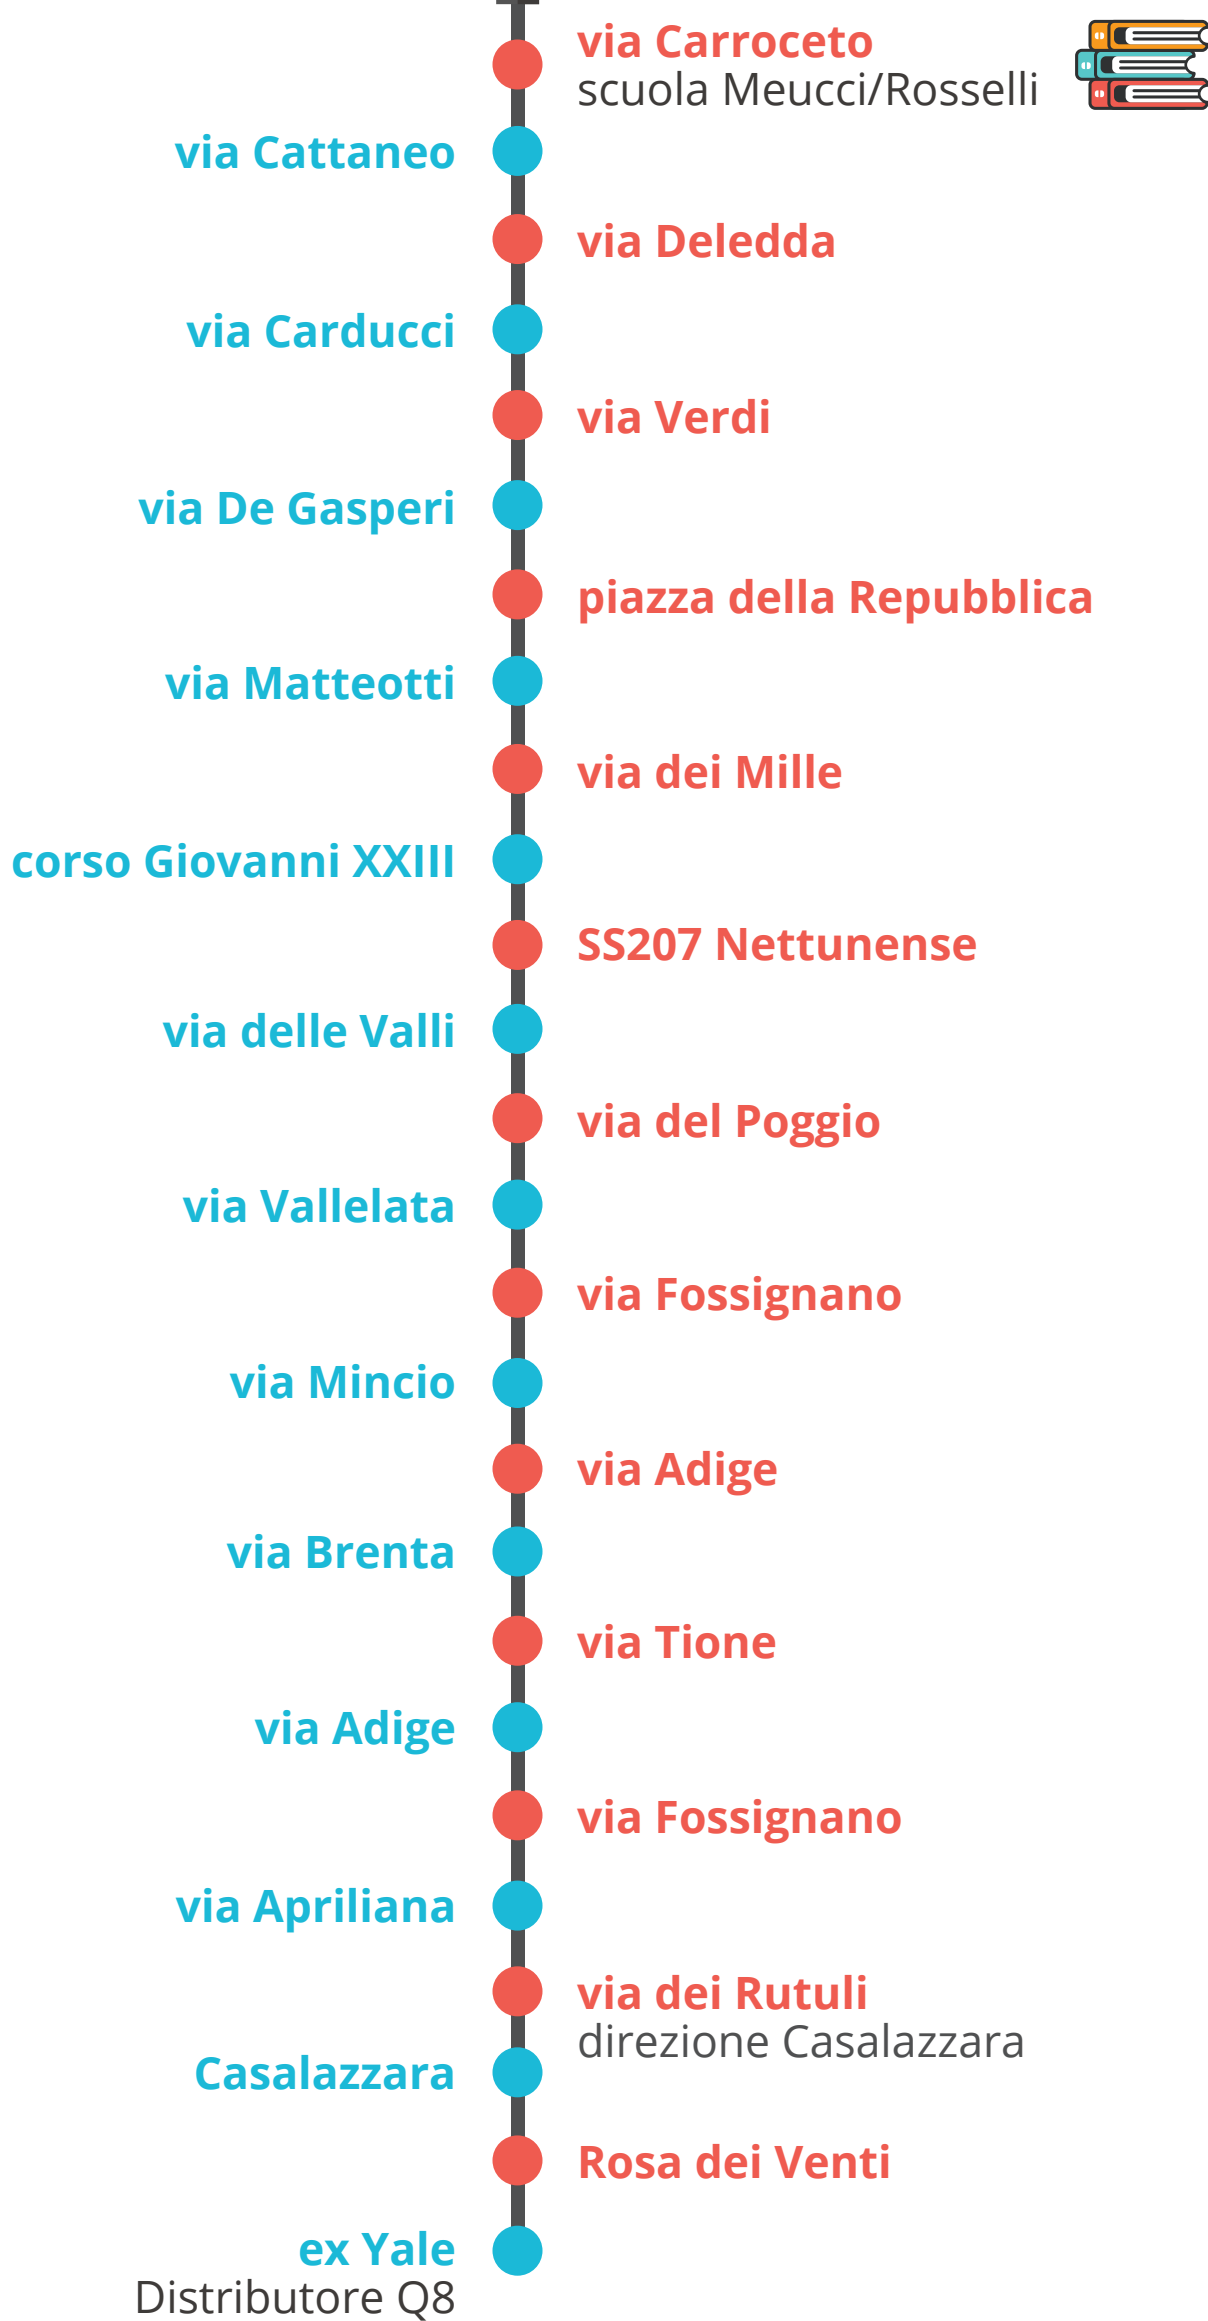 via Carroceto
scuola Meucci/Rosselli
via Cattaneo
via Deledda
via Carducci
via Verdi
via De Gasperi
piazza della Repubblica
via Matteotti
via dei Mille
corso Giovanni XXIII
SS207 Nettunense
via delle Valli
via del Poggio
via Vallelata
via Fossignano
via Mincio
via Adige
via Brenta
via Tione
via Adige
via Fossignano
via Apriliana
via dei Rutuli
direzione Casalazzara
Casalazzara
Rosa dei Venti
ex Yale
Distributore Q8